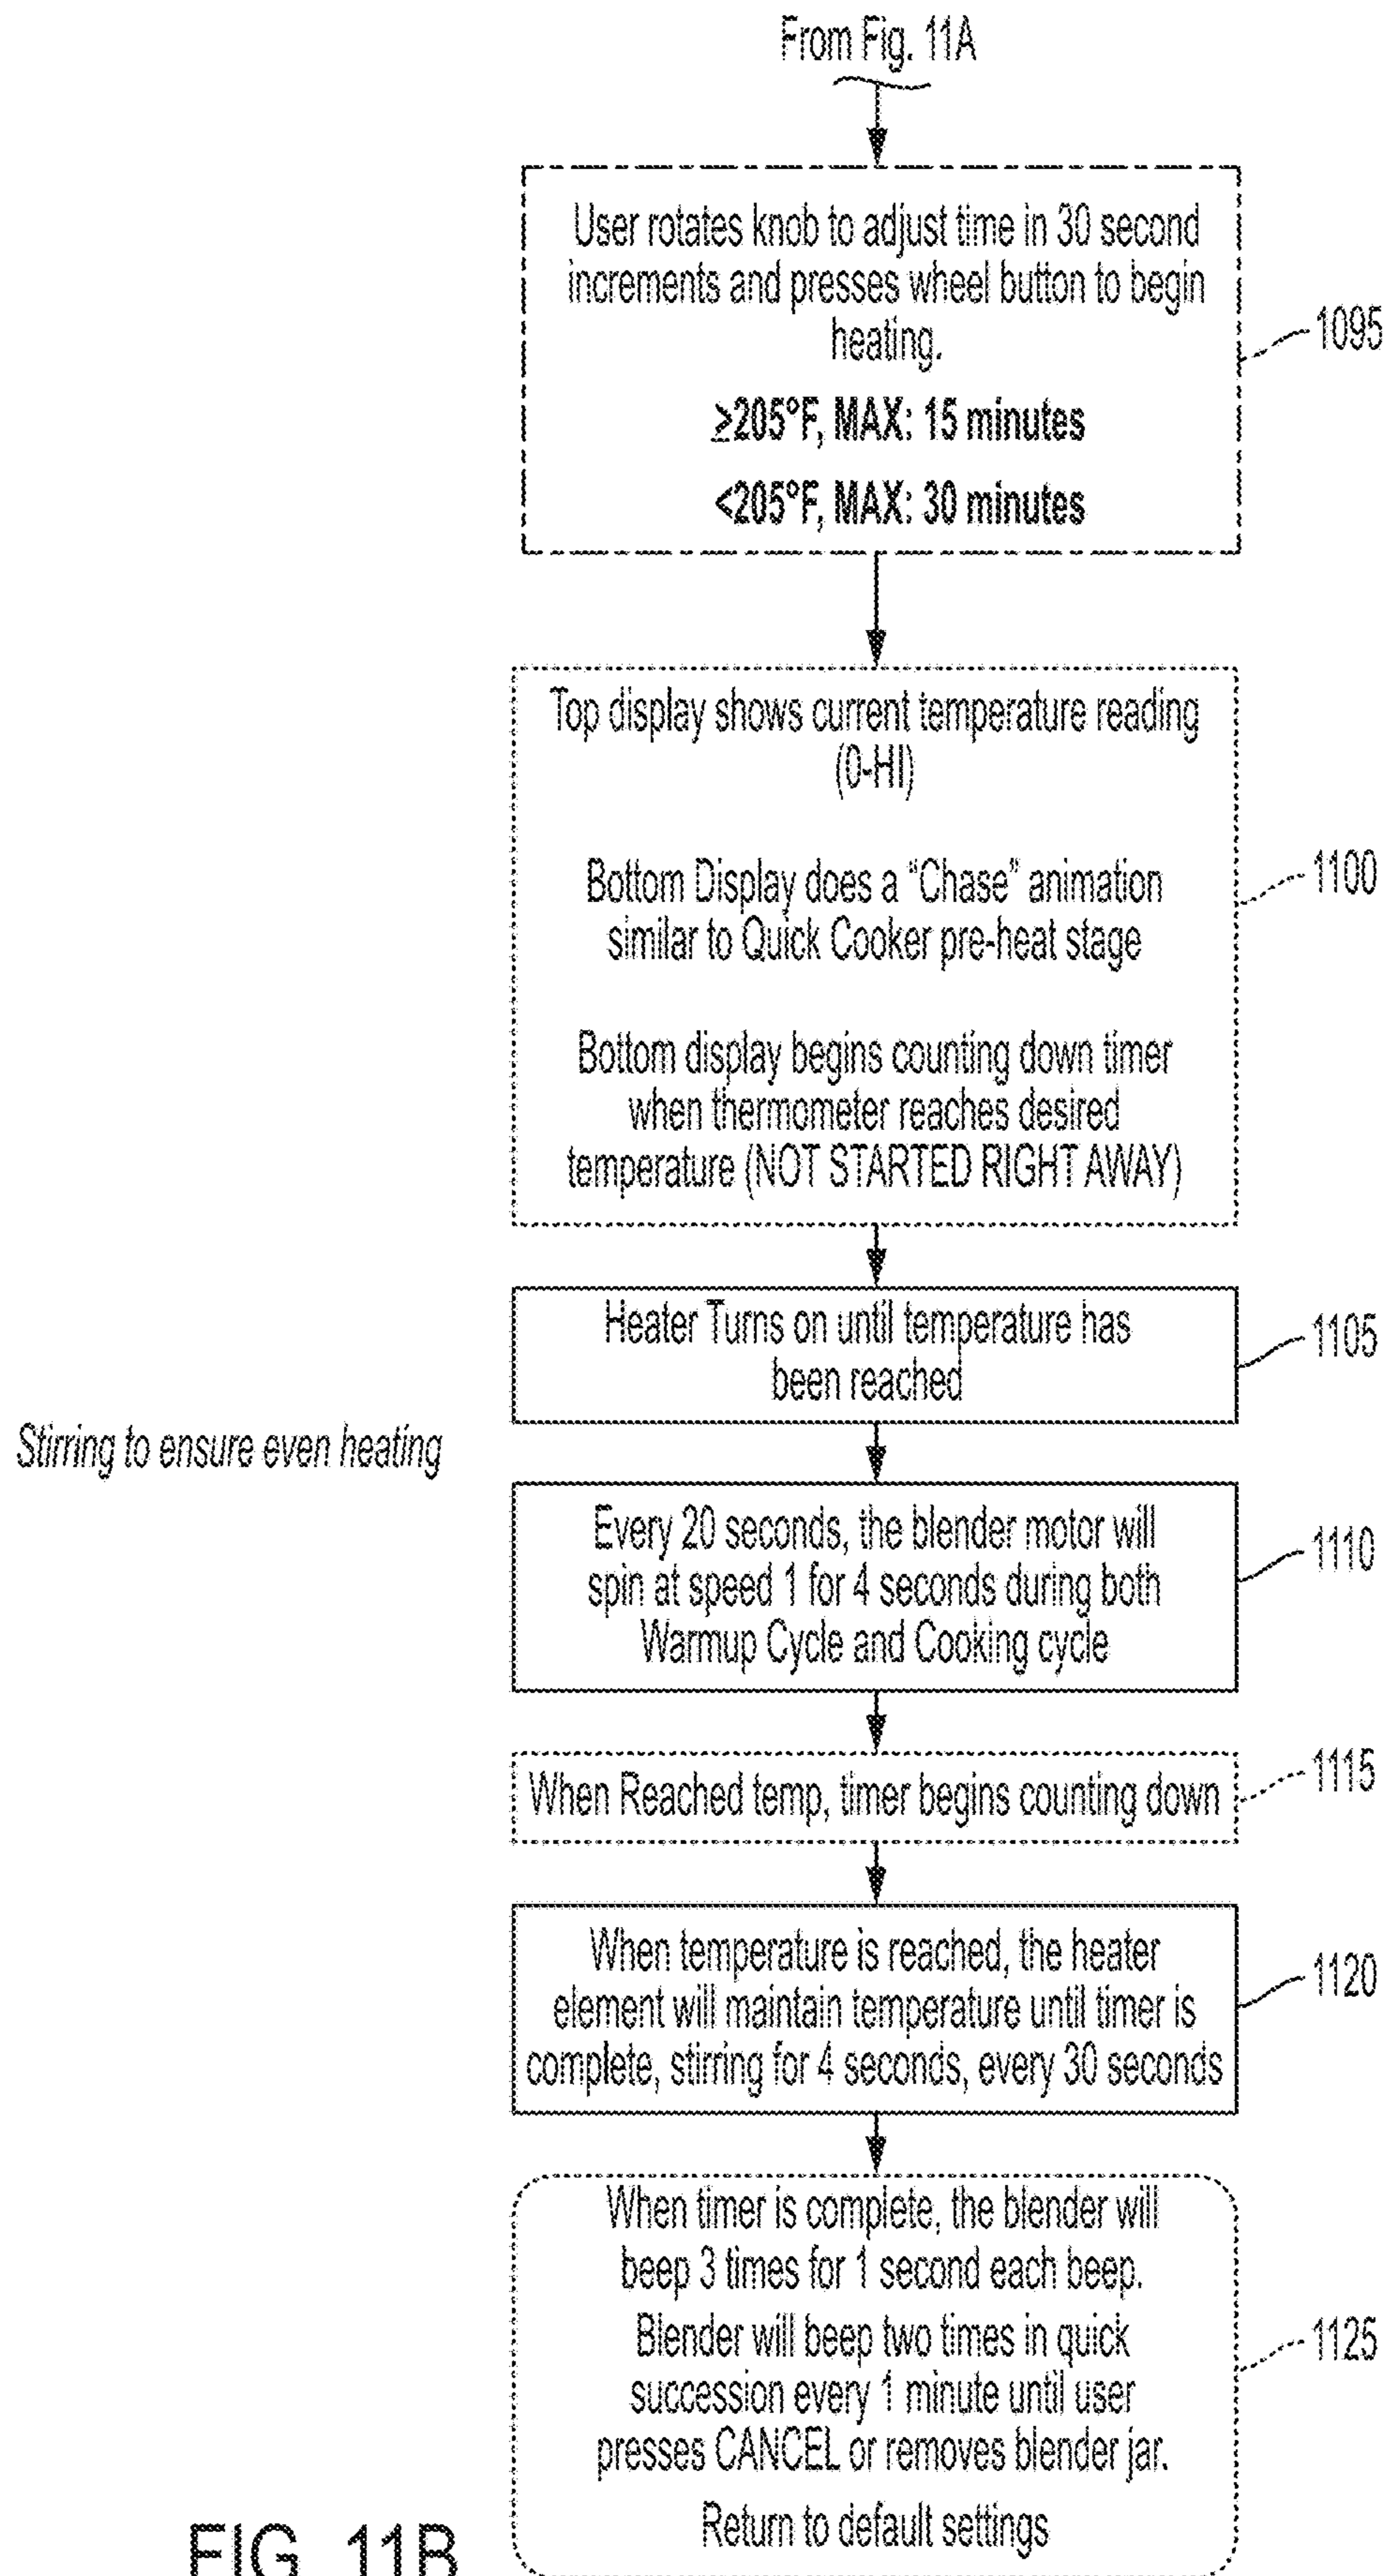 From Fig. 11A
User rotates knob to adjust time in 30 second
increments and presses wheel button to begin
heating.
≥205°F, MAX: 15 minutes
<205°F, MAX: 30 minutes
1095
Top display shows current temperature reading
(0-HI)
Bottom Display does a "Chase" animation
similar to Quick Cooker pre-heat stage
Bottom display begins counting down timer
when thermometer reaches desired
temperature (NOT STARTED RIGHT AWAY)
1100
Heater Turns on until temperature has
been reached
1105
Stirring to ensure even heating
Every 20 seconds, the blender motor will
spin at speed 1 for 4 seconds during both
Warmup Cycle and Cooking cycle
1110
When Reached temp, timer begins counting down
1115
When temperature is reached, the heater
element will maintain temperature until timer is
complete, stirring for 4 seconds, every 30 seconds
1120
When timer is complete, the blender will
beep 3 times for 1 second each beep.
Blender will beep two times in quick
succession every 1 minute until user
presses CANCEL or removes blender jar.
Return to default settings
1125
FIG. 11B